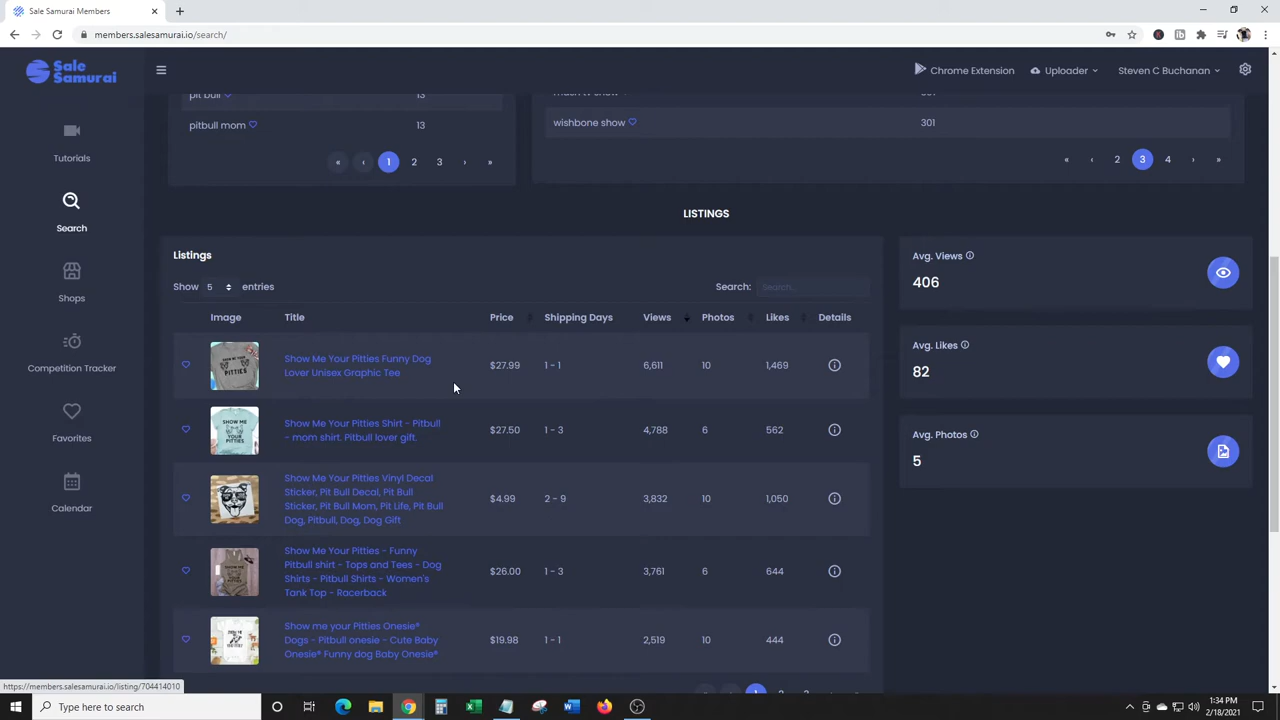 Sale Samurai Members
members.salesamurai.io/search/
Sale
Samurai
Chrome Extension
Uploader
Steven C Buchanan
Tutorials
Search
Shops
Competition Tracker
Favorites
Calendar
pit bull
13
pitbull mom
13
« ‹ 1 2 3 › »
301
wishbone show
301
« ‹ 2 3 4 › »
LISTINGS
Listings
Show 5 entries
Search: Search...
Image Title Price Shipping Days Views Photos Likes Details
Show Me Your Pitties Funny Dog
Lover Unisex Graphic Tee
$27.99 1 - 1 6,611 10 1,469
Show Me Your Pitties Shirt - Pitbull
- mom shirt. Pitbull lover gift.
$27.50 1 - 3 4,788 6 562
Show Me Your Pitties Vinyl Decal
Sticker, Pit Bull Decal, Pit Bull
Sticker, Pit Bull Mom, Pit Life, Pit Bull
Dog, Pitbull, Dog, Dog Gift
$4.99 2 - 9 3,832 10 1,050
Show Me Your Pitties - Funny
Pitbull shirt - Tops and Tees - Dog
Shirts - Pitbull Shirts - Women's
Tank Top - Racerback
$26.00 1 - 3 3,761 6 644
Show me your Pitties Onesie®
Dogs - Pitbull onesie - Cute Baby
Onesie® Funny dog Baby Onesie®
$19.98 1 - 1 2,519 10 444
Avg. Views
406
Avg. Likes
82
Avg. Photos
5
https://members.salesamurai.io/listing/704414010
Type here to search
1:34 PM
2/18/2021